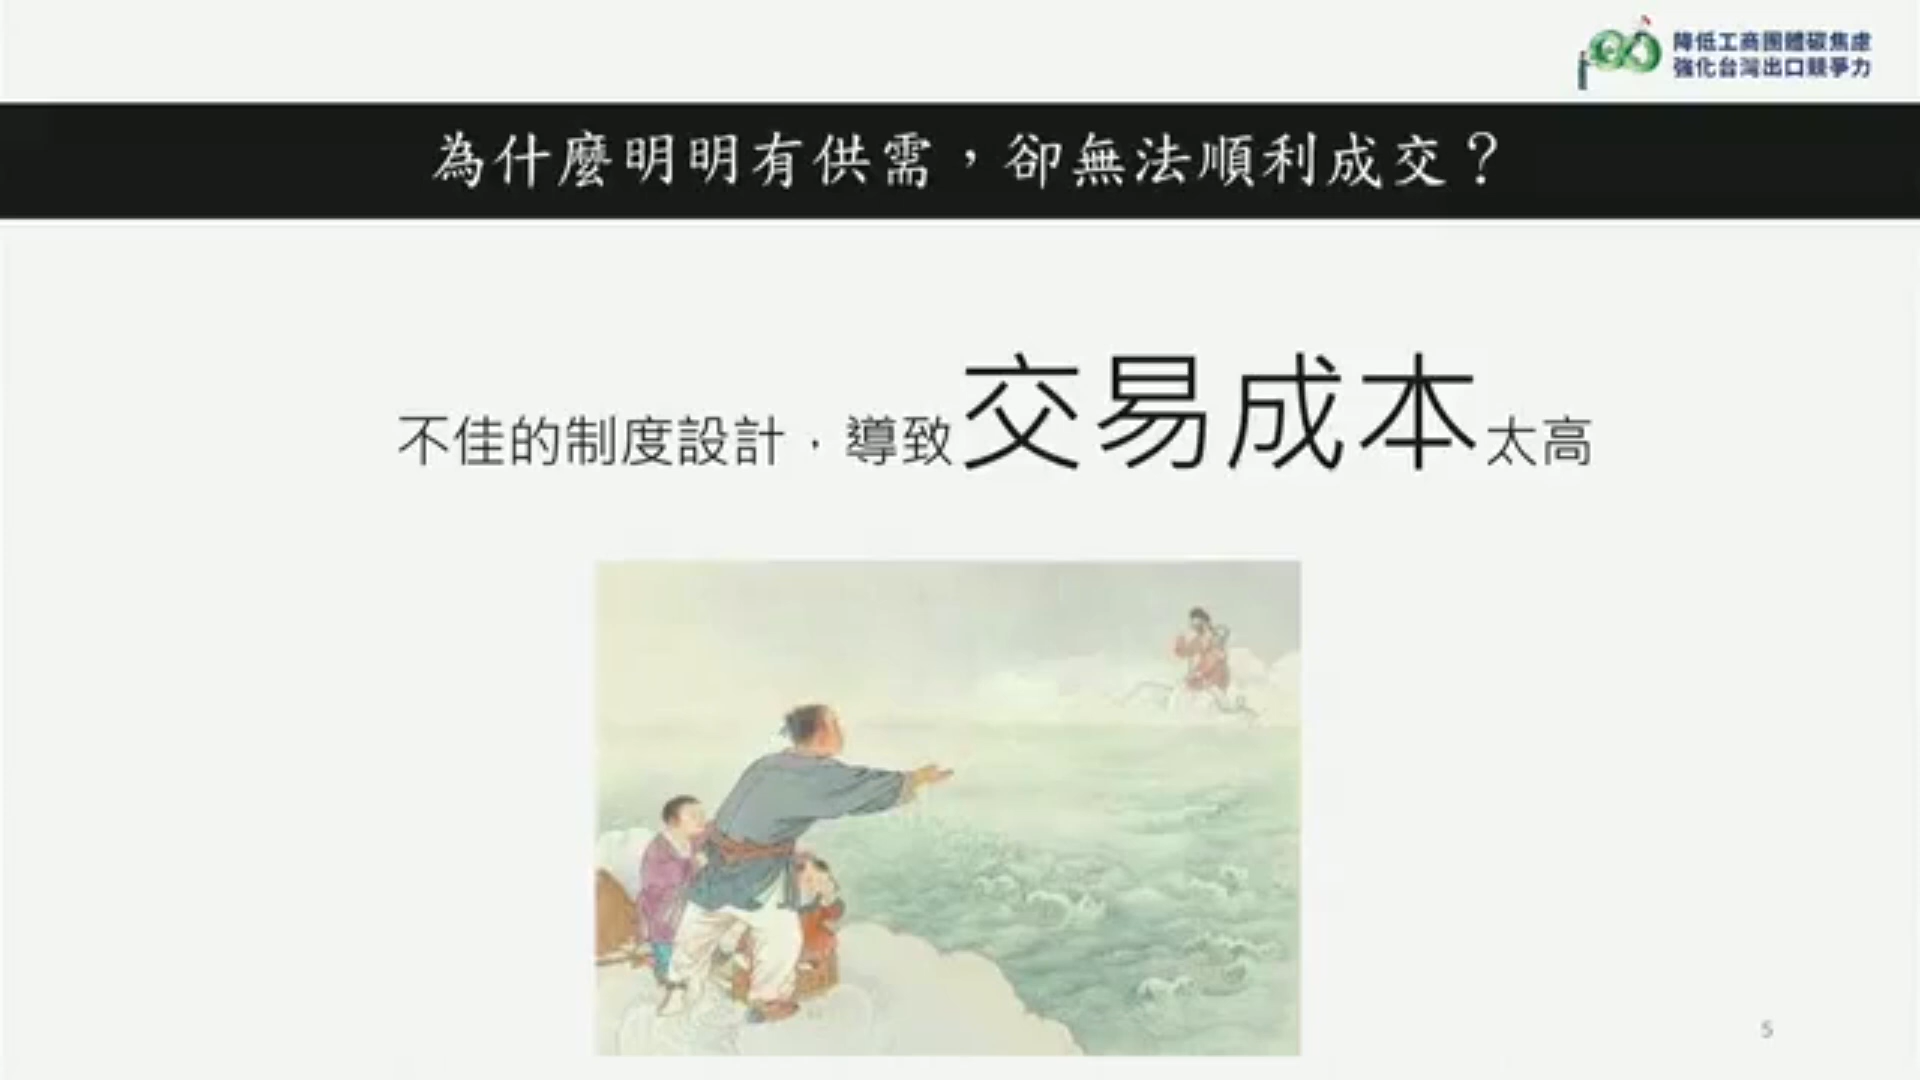 降低工商團體碳焦慮
強化台灣出口競爭力
為什麼明明有供需，卻無法順利成交？
不佳的制度設計，導致交易成本太高
5